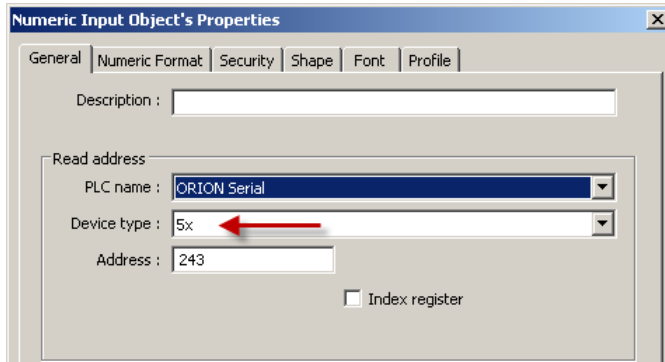 Numeric Input Object's Properties
General Numeric Format Security Shape Font Profile
Description :
Read address
PLC name : ORION Serial
Device type : 5x
Address : 243
Index register